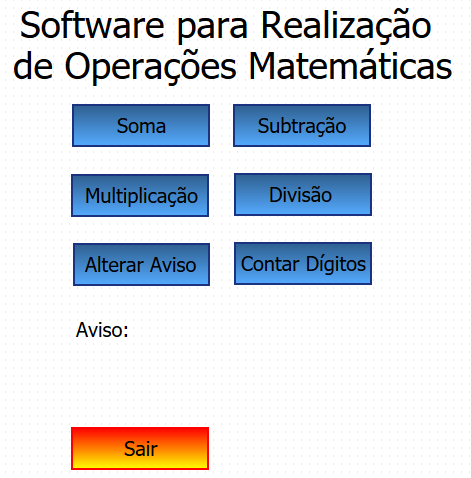 Software para Realização
de Operações Matemáticas
Soma
Subtração
Multiplicação
Divisão
Alterar Aviso
Contar Dígitos
Aviso:
Sair